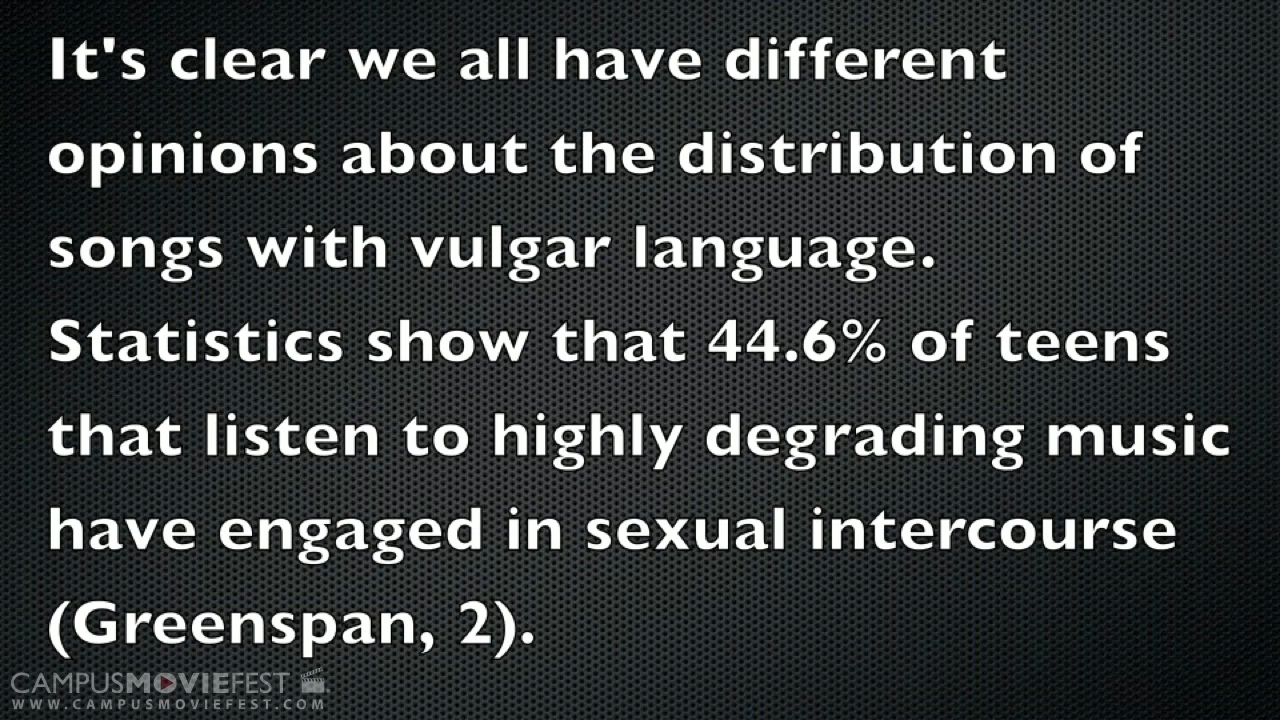 It's clear we all have different
opinions about the distribution of
songs with vulgar language.
Statistics show that 44.6% of teens
that listen to highly degrading music
have engaged in sexual intercourse
(Greenspan, 2).
CAMPUSMOVIEFEST
WWW.CAMPUSMOVIEFEST.COM